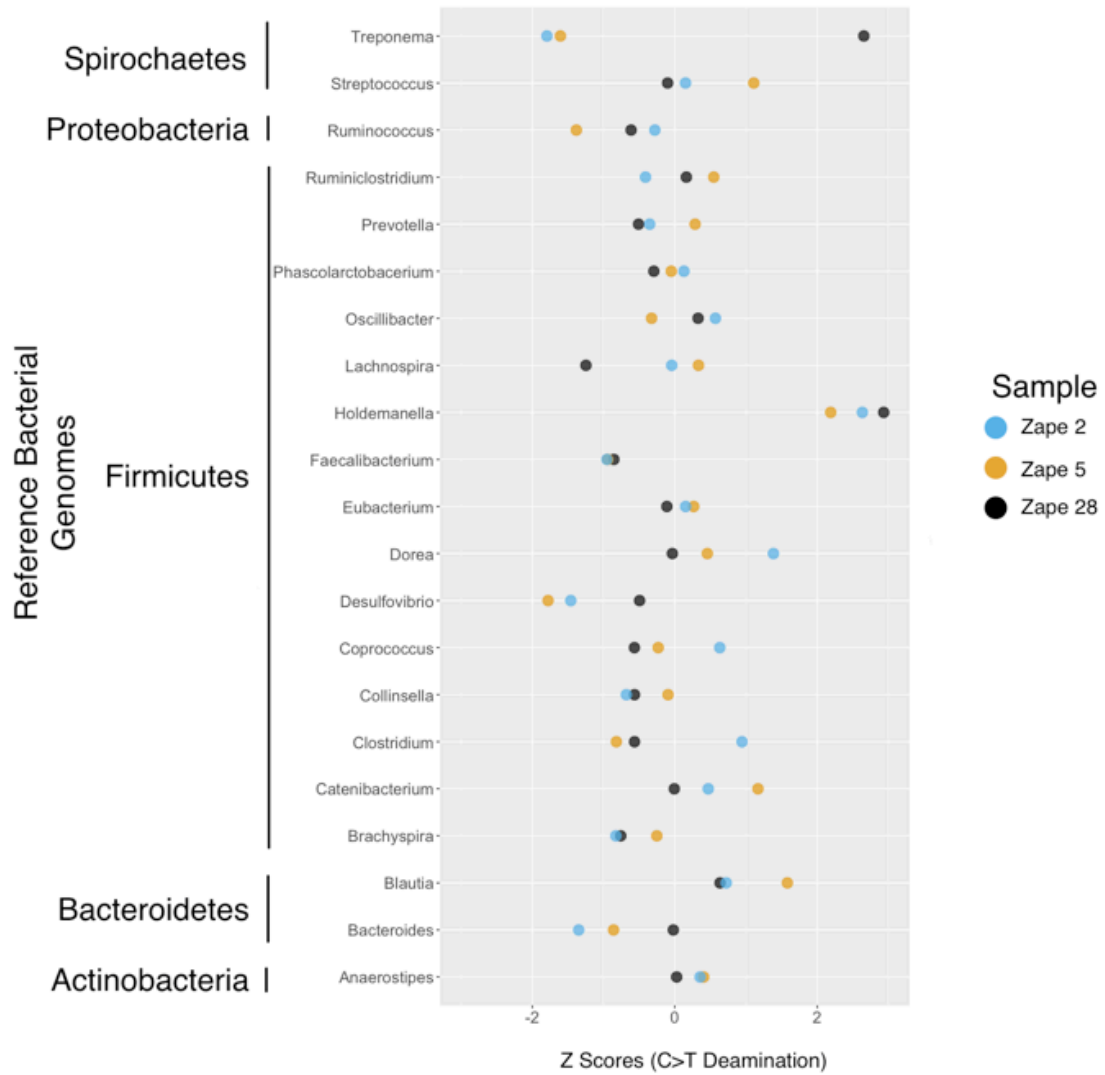 Spirochaetes
Proteobacteria
Reference Bacterial
Genomes
Firmicutes
Bacteroidetes
Actinobacteria
Treponema
Streptococcus
Ruminococcus
Ruminiclostridium
Prevotella
Phascolarctobacerium
Oscillibacter
Lachnospira
Holdemanella
Faecalibacterium
Eubacterium
Dorea
Desulfovibrio
Coprococcus
Collinsella
Clostridium
Catenibacterium
Brachyspira
Blautia
Bacteroides
Anaerostipes
-2 0 2
Z Scores (C>T Deamination)
Sample
Zape 2
Zape 5
Zape 28